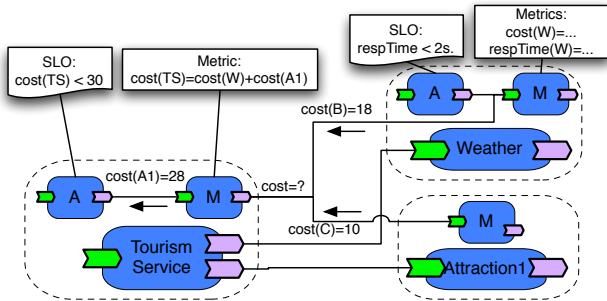 SLO:
cost(TS) < 30
Metric:
cost(TS)=cost(W)+cost(A1)
SLO:
respTime < 2s.
Metrics:
cost(W)=...
respTime(W)=...
A
M
cost(B)=18
Weather
cost(A1)=28
cost=?
A
M
cost(C)=10
M
Tourism
Service
Attraction1